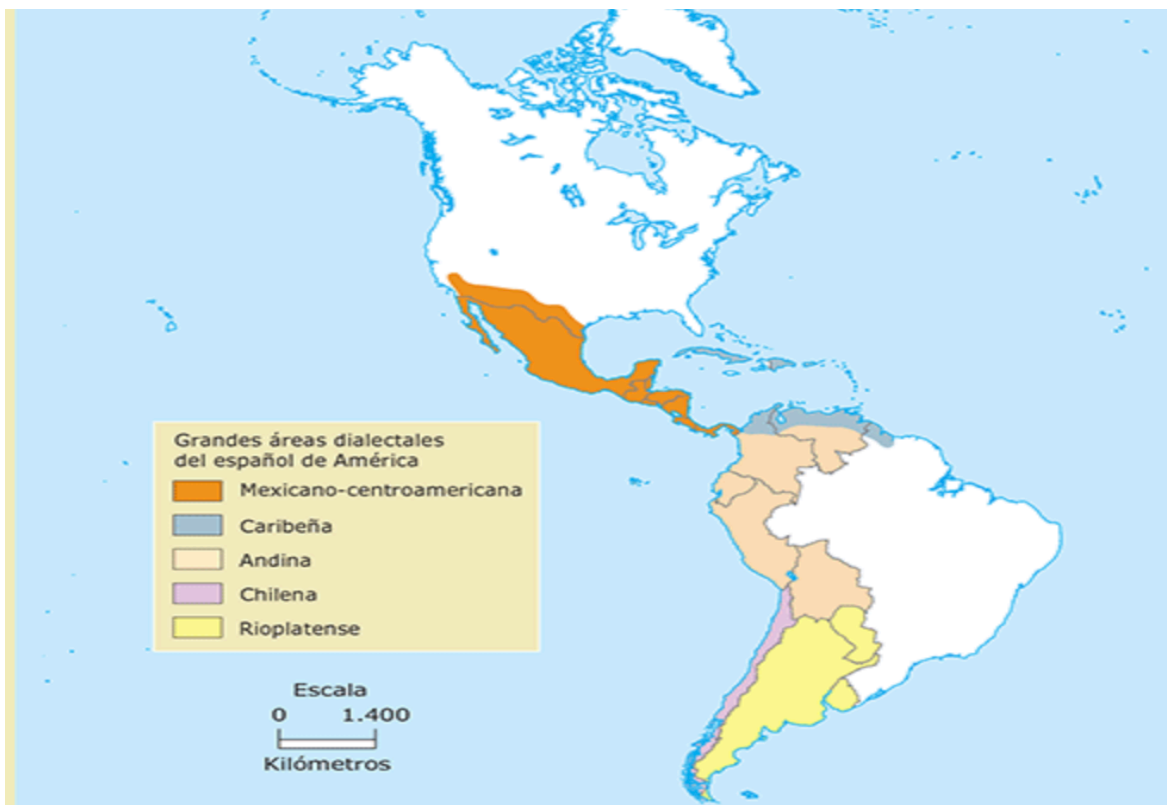 Grandes áreas dialectales
del español de América
Mexicano-centroamericana
Caribeña
Andina
Chilena
Rioplatense
Escala
0 1.400
Kilómetros